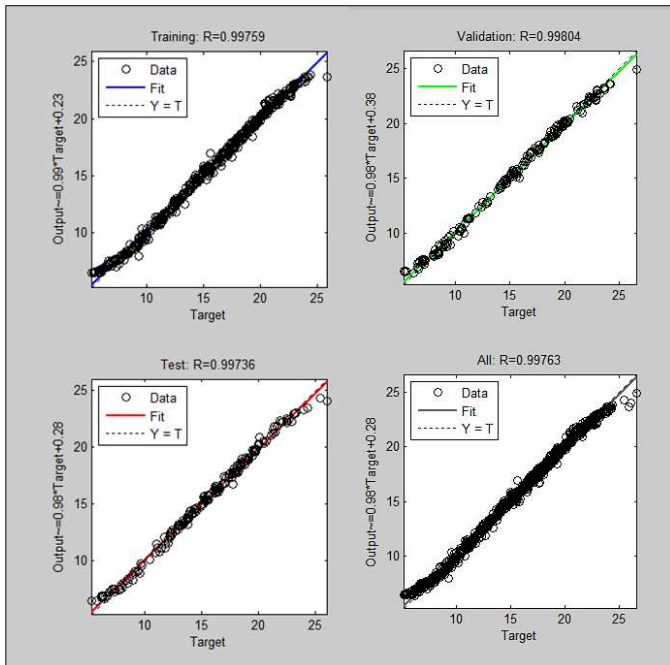 Training: R=0.99759
Data
Fit
Y = T
Output~=0.99*Target+0.23
25
20
15
10
10 15 20 25
Target
Validation: R=0.99804
Data
Fit
Y = T
Output~=0.98*Target+0.38
25
20
15
10
10 15 20 25
Target
Test: R=0.99736
Data
Fit
Y = T
Output~=0.98*Target+0.28
25
20
15
10
10 15 20 25
Target
All: R=0.99763
Data
Fit
Y = T
Output~=0.98*Target+0.28
25
20
15
10
10 15 20 25
Target